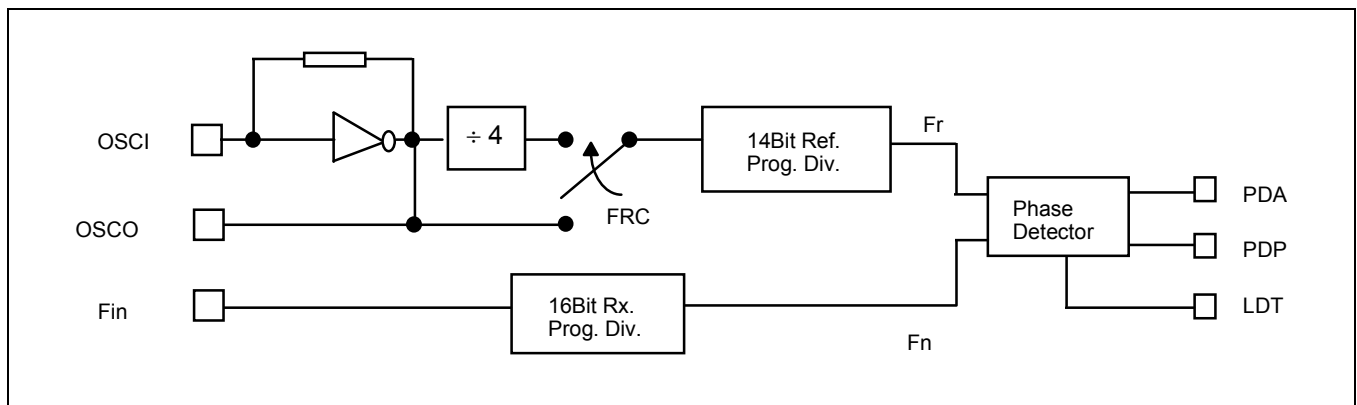 OSCI
÷ 4
14Bit Ref.
Prog. Div.
Fr
FRC
OSCO
Phase
Detector
PDA
PDP
LDT
Fin
16Bit Rx.
Prog. Div.
Fn